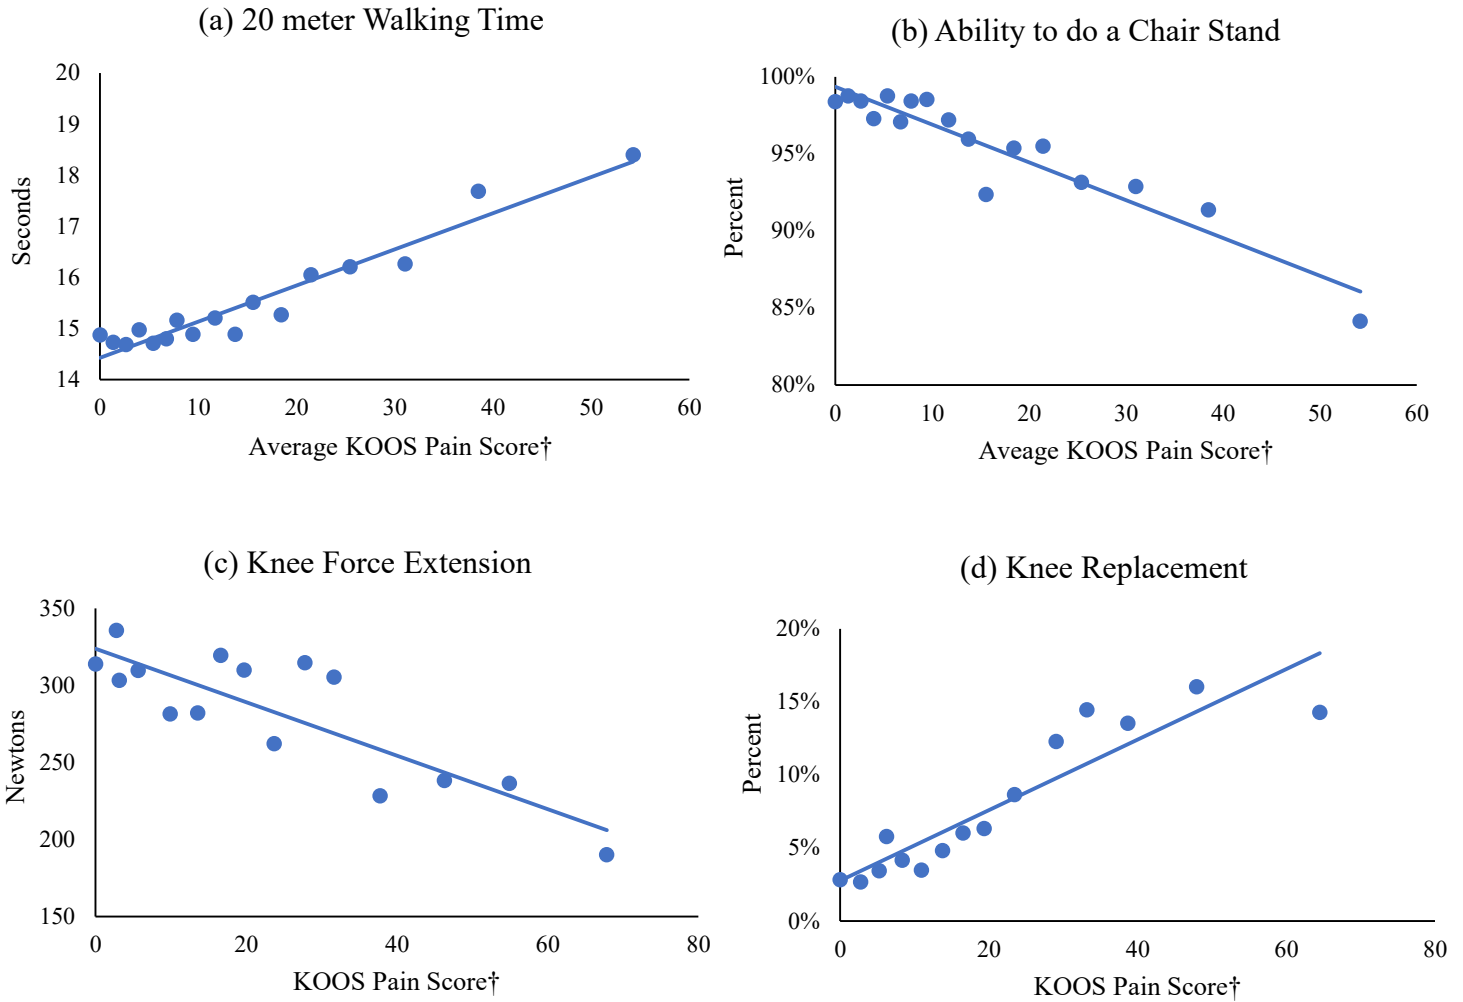 (a) 20 meter Walking Time
20
19
18
17
16
15
14
Seconds
0 10 20 30 40 50 60
Average KOOS Pain Score†
(b) Ability to do a Chair Stand
100%
95%
90%
85%
80%
Percent
0 10 20 30 40 50 60
Aveage KOOS Pain Score†
(c) Knee Force Extension
350
300
250
200
150
Newtons
0 20 40 60 80
KOOS Pain Score†
(d) Knee Replacement
20%
15%
10%
5%
0%
Percent
0 20 40 60 80
KOOS Pain Score†